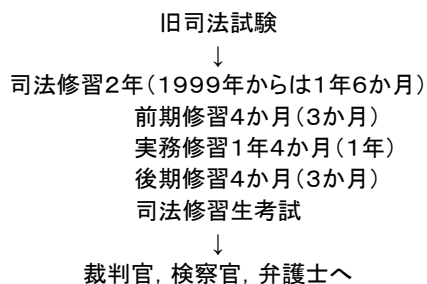 旧司法試験
↓
司法修習２年（１９９９年からは１年６か月）
前期修習４か月（３か月）
実務修習１年４か月（１年）
後期修習４か月（３か月）
司法修習生考試
↓
裁判官，検察官，弁護士へ